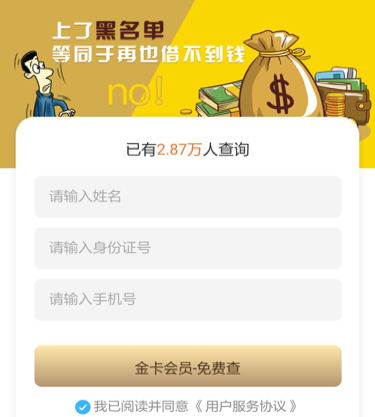 上了黑名单
等同于再也借不到钱
no!
$
已有2.87万人查询
请输入姓名
请输入身份证号
请输入手机号
金卡会员-免费查
我已阅读并同意《用户服务协议》